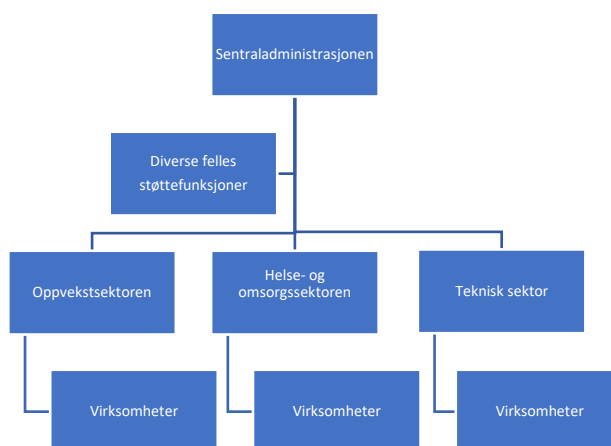 Sentraladministrasjonen
Diverse felles
støttefunksjoner
Oppvekstsektoren
Helse- og
omsorgssektoren
Teknisk sektor
Virksomheter
Virksomheter
Virksomheter